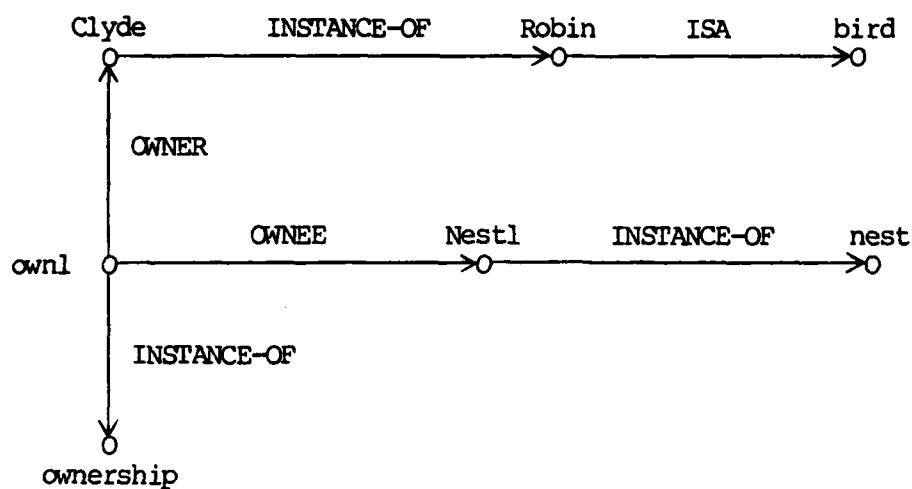 Clyde INSTANCE-OF Robin ISA bird
OWNER
OWNEE Nest1 INSTANCE-OF nest
own1
INSTANCE-OF
ownership